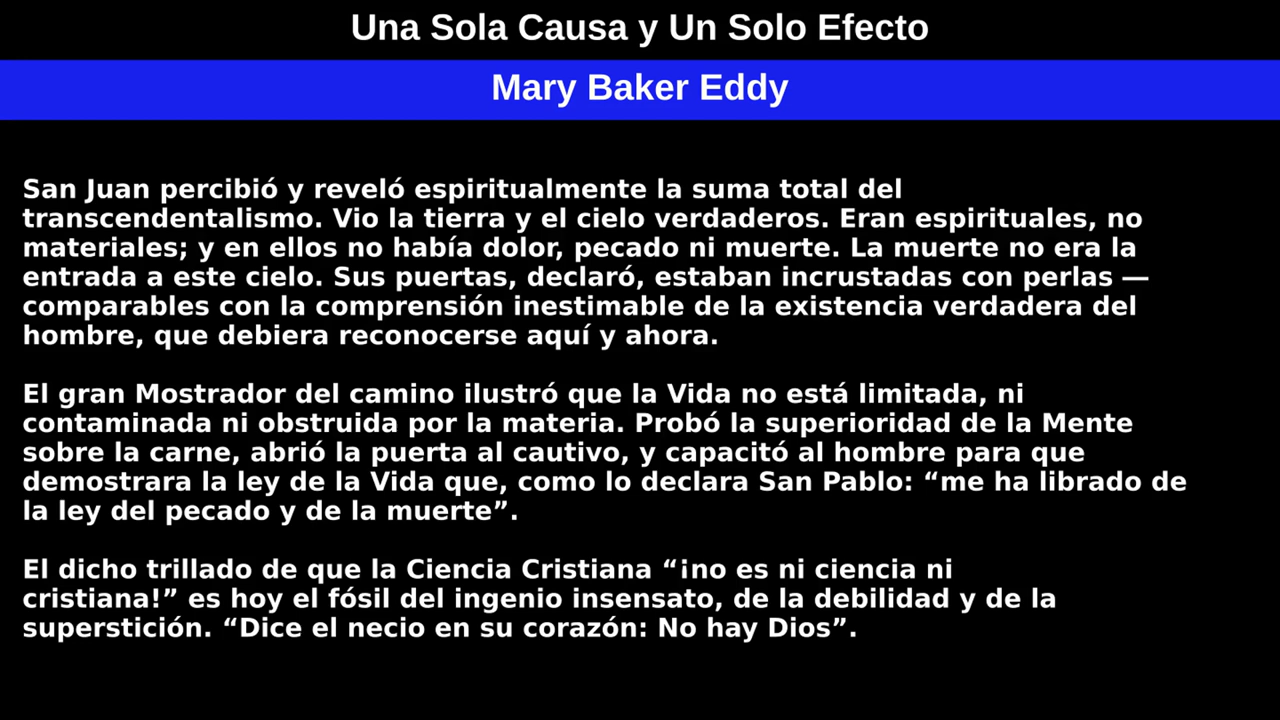 Una Sola Causa y Un Solo Efecto
Mary Baker Eddy
San Juan percibió y reveló espiritualmente la suma total del
transcendentalismo. Vio la tierra y el cielo verdaderos. Eran espirituales, no
materiales; y en ellos no había dolor, pecado ni muerte. La muerte no era la
entrada a este cielo. Sus puertas, declaró, estaban incrustadas con perlas —
comparables con la comprensión inestimable de la existencia verdadera del
hombre, que debiera reconocerse aquí y ahora.
El gran Mostrador del camino ilustró que la Vida no está limitada, ni
contaminada ni obstruida por la materia. Probó la superioridad de la Mente
sobre la carne, abrió la puerta al cautivo, y capacitó al hombre para que
demostrara la ley de la Vida que, como lo declara San Pablo: “me ha librado de
la ley del pecado y de la muerte”.
El dicho trillado de que la Ciencia Cristiana “¡no es ni ciencia ni
cristiana!” es hoy el fósil del ingenio insensato, de la debilidad y de la
superstición. “Dice el necio en su corazón: No hay Dios”.